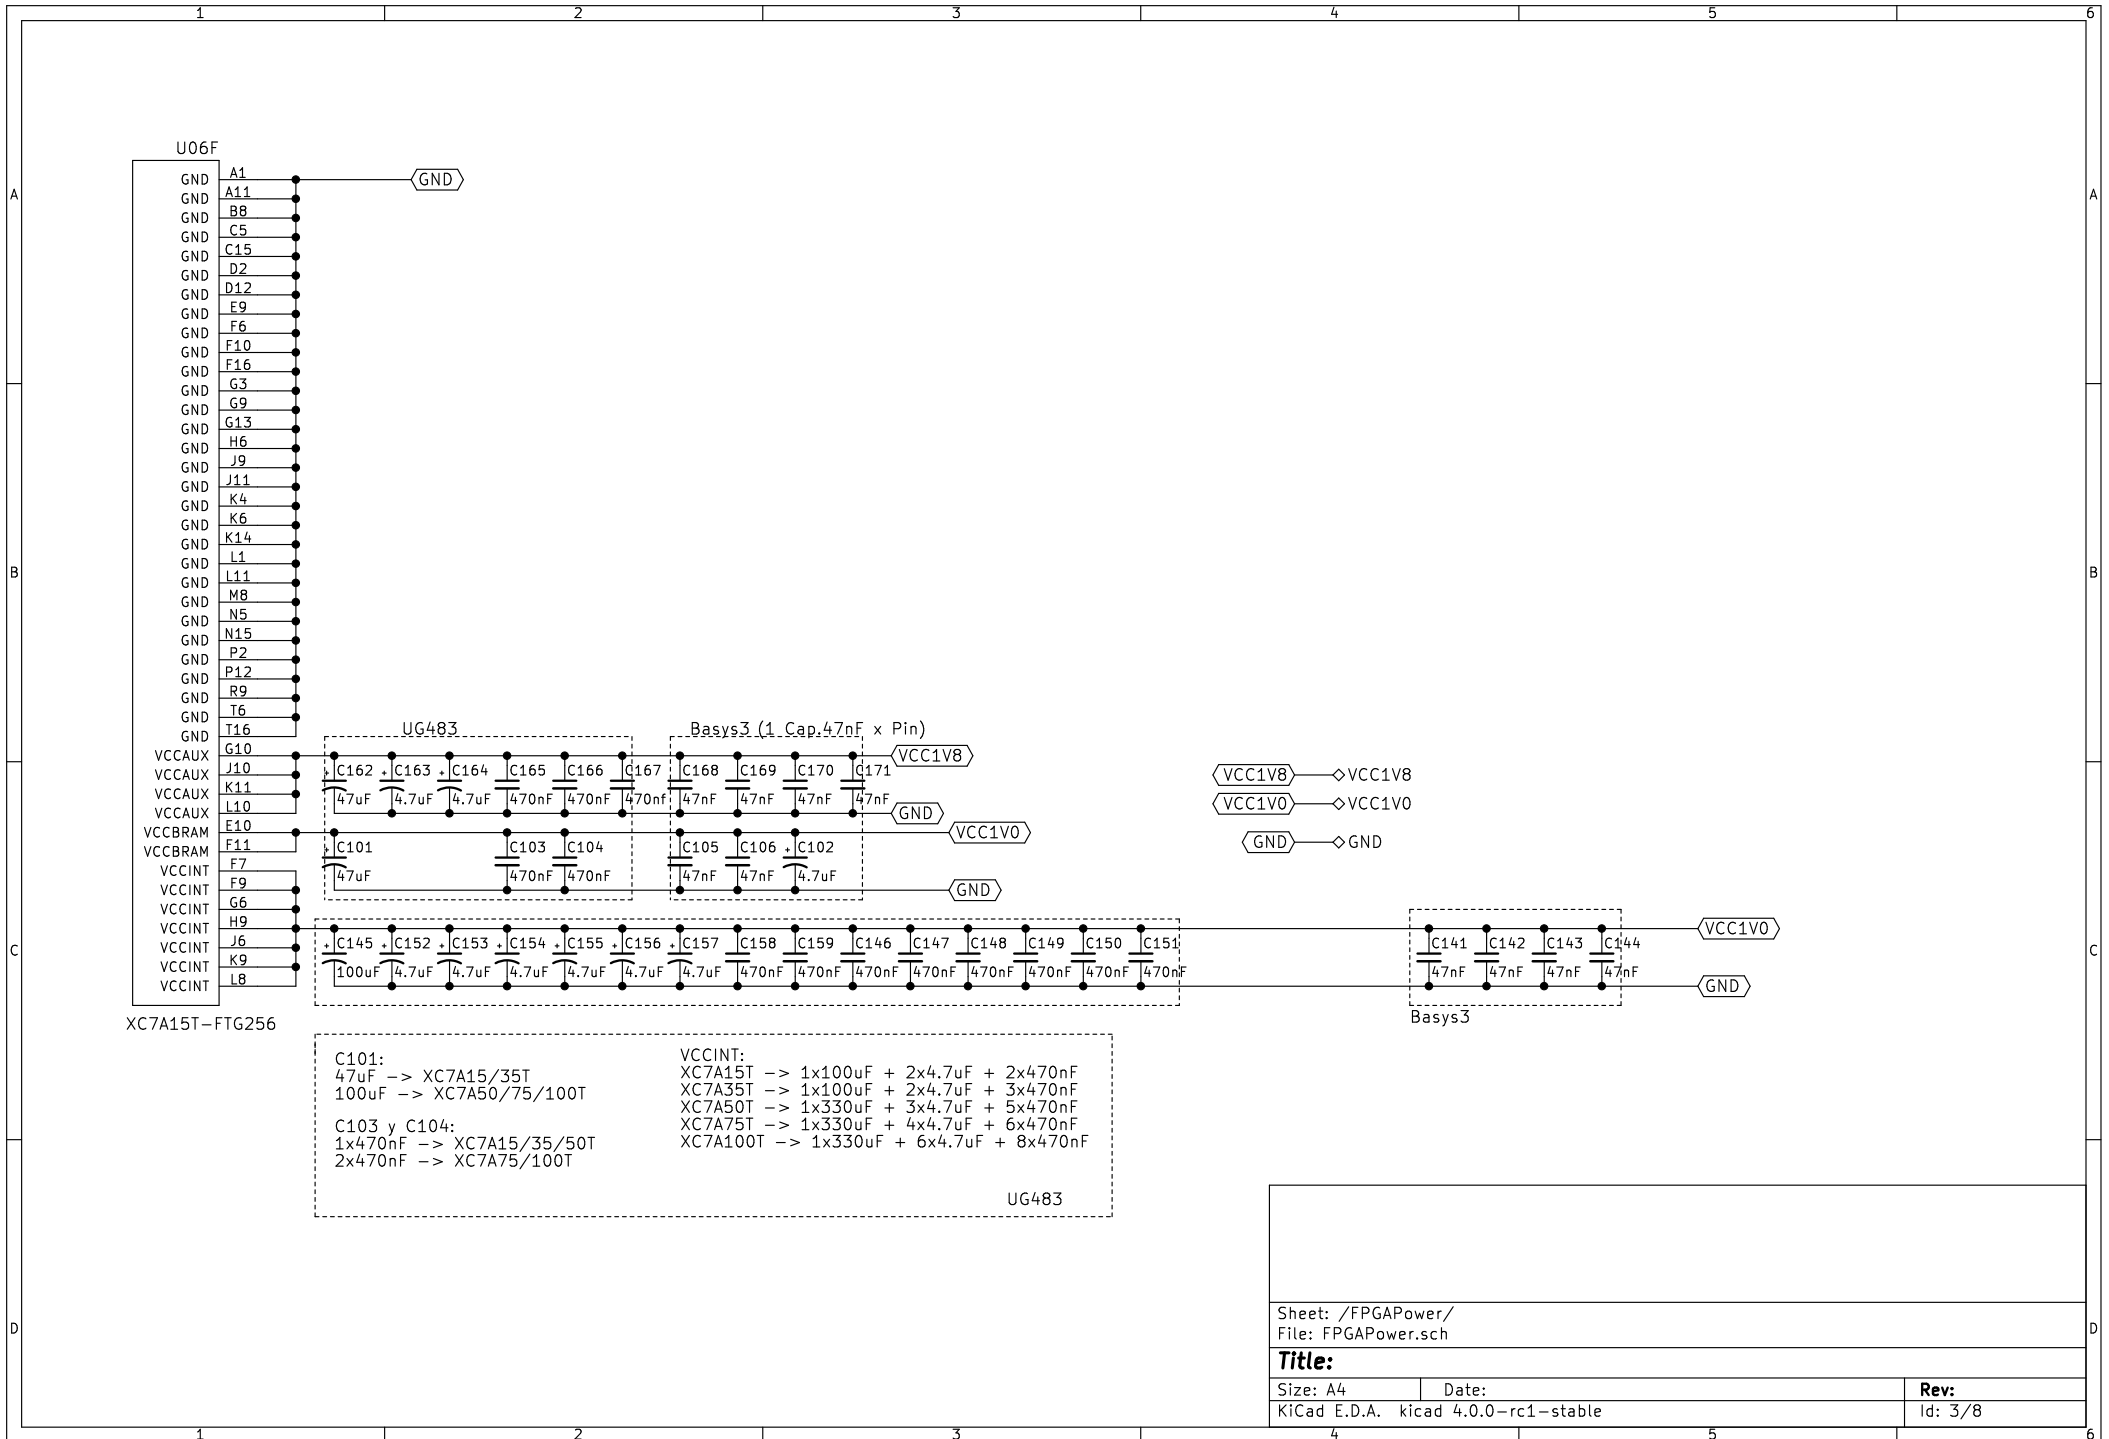 1 2 3 4 5 6
A A
B B
C C
D D
1 2 3 4 5 6
U06F
GND A1
GND A11
GND B8
GND C5
GND C15
GND D2
GND D12
GND E9
GND F6
GND F10
GND F16
GND G3
GND G9
GND G13
GND H6
GND J9
GND J11
GND K4
GND K6
GND K14
GND L1
GND L11
GND M8
GND N5
GND N15
GND P2
GND P12
GND R9
GND T6
GND T16
VCCAUX G10
VCCAUX J10
VCCAUX K11
VCCAUX L10
VCCBRAM E10
VCCBRAM F11
VCCINT F7
VCCINT F9
VCCINT G6
VCCINT H9
VCCINT J6
VCCINT K9
VCCINT L8
XC7A15T-FTG256
GND
UG483
Basys3 (1 Cap.47nF x Pin)
VCC1V8
C162 C163 C164 C165 C166 C167 C168 C169 C170 C171
47uF 4.7uF 4.7uF 470nF 470nF 470nf 47nF 47nF 47nF 47nF
GND
VCC1V0
C101 C103 C104 C105 C106 C102
47uF 470nF 470nF 47nF 47nF 4.7uF
GND
VCC1V8 VCC1V8
VCC1V0 VCC1V0
GND GND
VCC1V0
C145 C152 C153 C154 C155 C156 C157 C158 C159 C146 C147 C148 C149 C150 C151 C141 C142 C143 C144
100uF 4.7uF 4.7uF 4.7uF 4.7uF 4.7uF 4.7uF 470nF 470nF 470nF 470nF 470nF 470nF 470nF 470nF 47nF 47nF 47nF 47nF
GND
Basys3
C101:
47uF -> XC7A15/35T
100uF -> XC7A50/75/100T
C103 y C104:
1x470nF -> XC7A15/35/50T
2x470nF -> XC7A75/100T
VCCINT:
XC7A15T -> 1x100uF + 2x4.7uF + 2x470nF
XC7A35T -> 1x100uF + 2x4.7uF + 3x470nF
XC7A50T -> 1x330uF + 3x4.7uF + 5x470nF
XC7A75T -> 1x330uF + 4x4.7uF + 6x470nF
XC7A100T -> 1x330uF + 6x4.7uF + 8x470nF
UG483
Sheet: /FPGAPower/
File: FPGAPower.sch
Title:
Size: A4 Date: Rev:
KiCad E.D.A. kicad 4.0.0-rc1-stable Id: 3/8